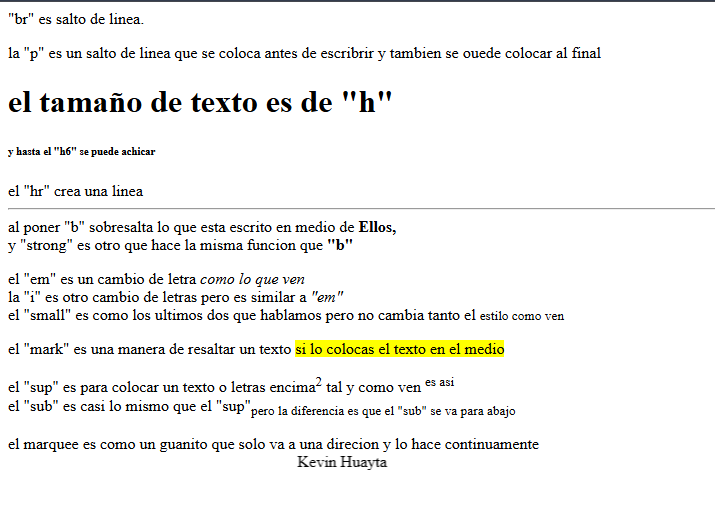 "br" es salto de linea.
la "p" es un salto de linea que se coloca antes de escribrir y tambien se ouede colocar al final
el tamaño de texto es de "h"
y hasta el "h6" se puede achicar
el "hr" crea una linea
al poner "b" sobresalta lo que esta escrito en medio de Ellos,
y "strong" es otro que hace la misma funcion que "b"
el "em" es un cambio de letra como lo que ven
la "i" es otro cambio de letras pero es similar a "em"
el "small" es como los ultimos dos que hablamos pero no cambia tanto el estilo como ven
el "mark" es una manera de resaltar un texto si lo colocas el texto en el medio
el "sup" es para colocar un texto o letras encima2 tal y como ven es asi
el "sub" es casi lo mismo que el "sup"pero la diferencia es que el "sub" se va para abajo
el marquee es como un guanito que solo va a una direcion y lo hace continuamente
Kevin Huayta